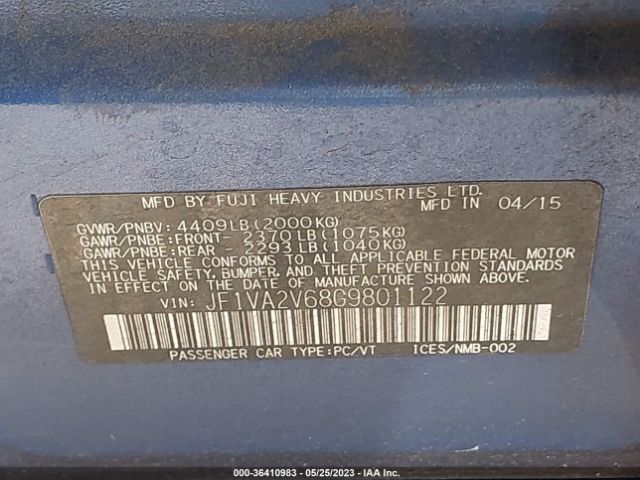 MFD BY FUJI HEAVY INDUSTRIES LTD.
MFD IN 04/15
GVWR/PNBV: 4409LB(2000KG)
GAWR/PNBE:FRONT- 2370LB(1075KG)
GAWR/PNBE:REAR - 2293LB(1040KG)
THIS VEHICLE CONFORMS TO ALL APPLICABLE FEDERAL MOTOR
VEHICLE SAFETY, BUMPER, AND THEFT PREVENTION STANDARDS
IN EFFECT ON THE DATE OF MANUFACTURE SHOWN ABOVE.
VIN: JF1VA2V68G9801122
PASSENGER CAR TYPE:PC/VT ICES/NMB-002
000-36410983 - 05/25/2023 - IAA Inc.